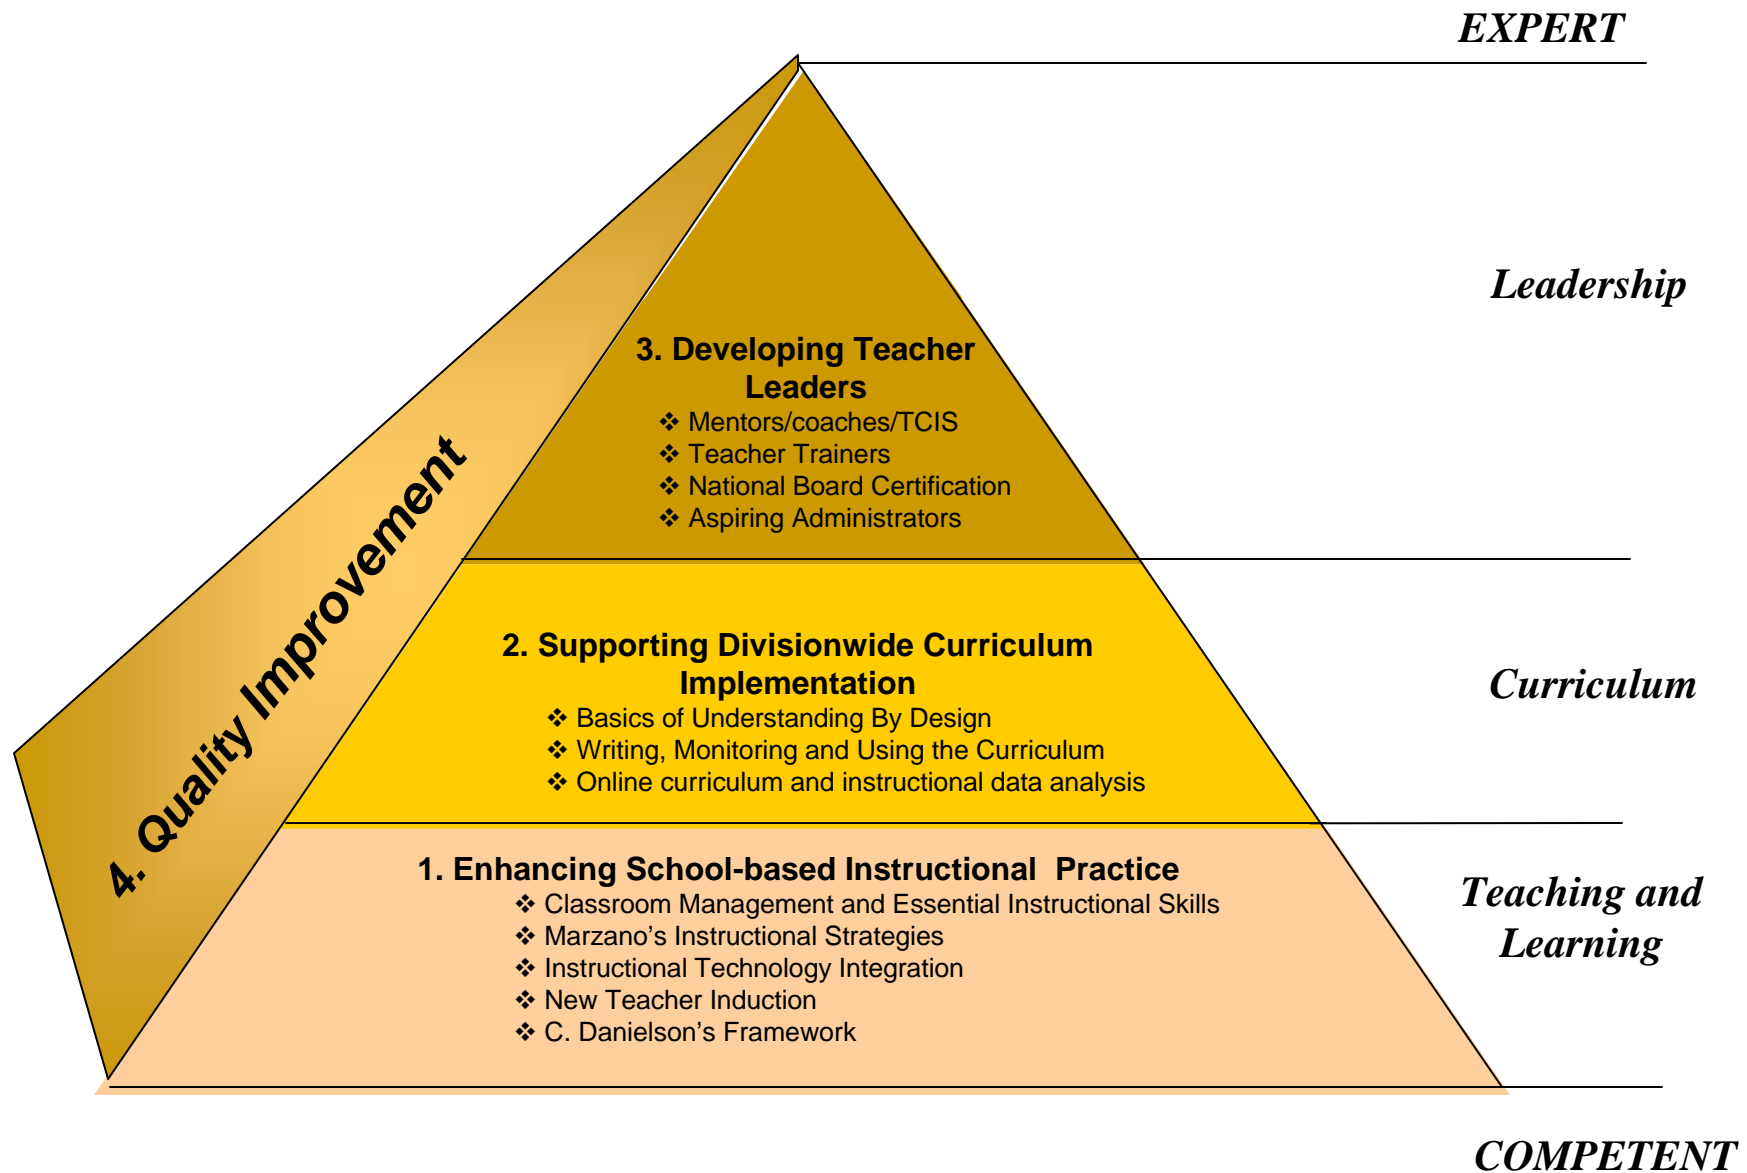 EXPERT
Leadership
3. Developing Teacher
Leaders
❖ Mentors/coaches/TCIS
❖ Teacher Trainers
❖ National Board Certification
❖ Aspiring Administrators
4. Quality Improvement
2. Supporting Divisionwide Curriculum
Implementation
❖ Basics of Understanding By Design
❖ Writing, Monitoring and Using the Curriculum
❖ Online curriculum and instructional data analysis
Curriculum
1. Enhancing School-based Instructional Practice
❖ Classroom Management and Essential Instructional Skills
❖ Marzano’s Instructional Strategies
❖ Instructional Technology Integration
❖ New Teacher Induction
❖ C. Danielson’s Framework
Teaching and
Learning
COMPETENT